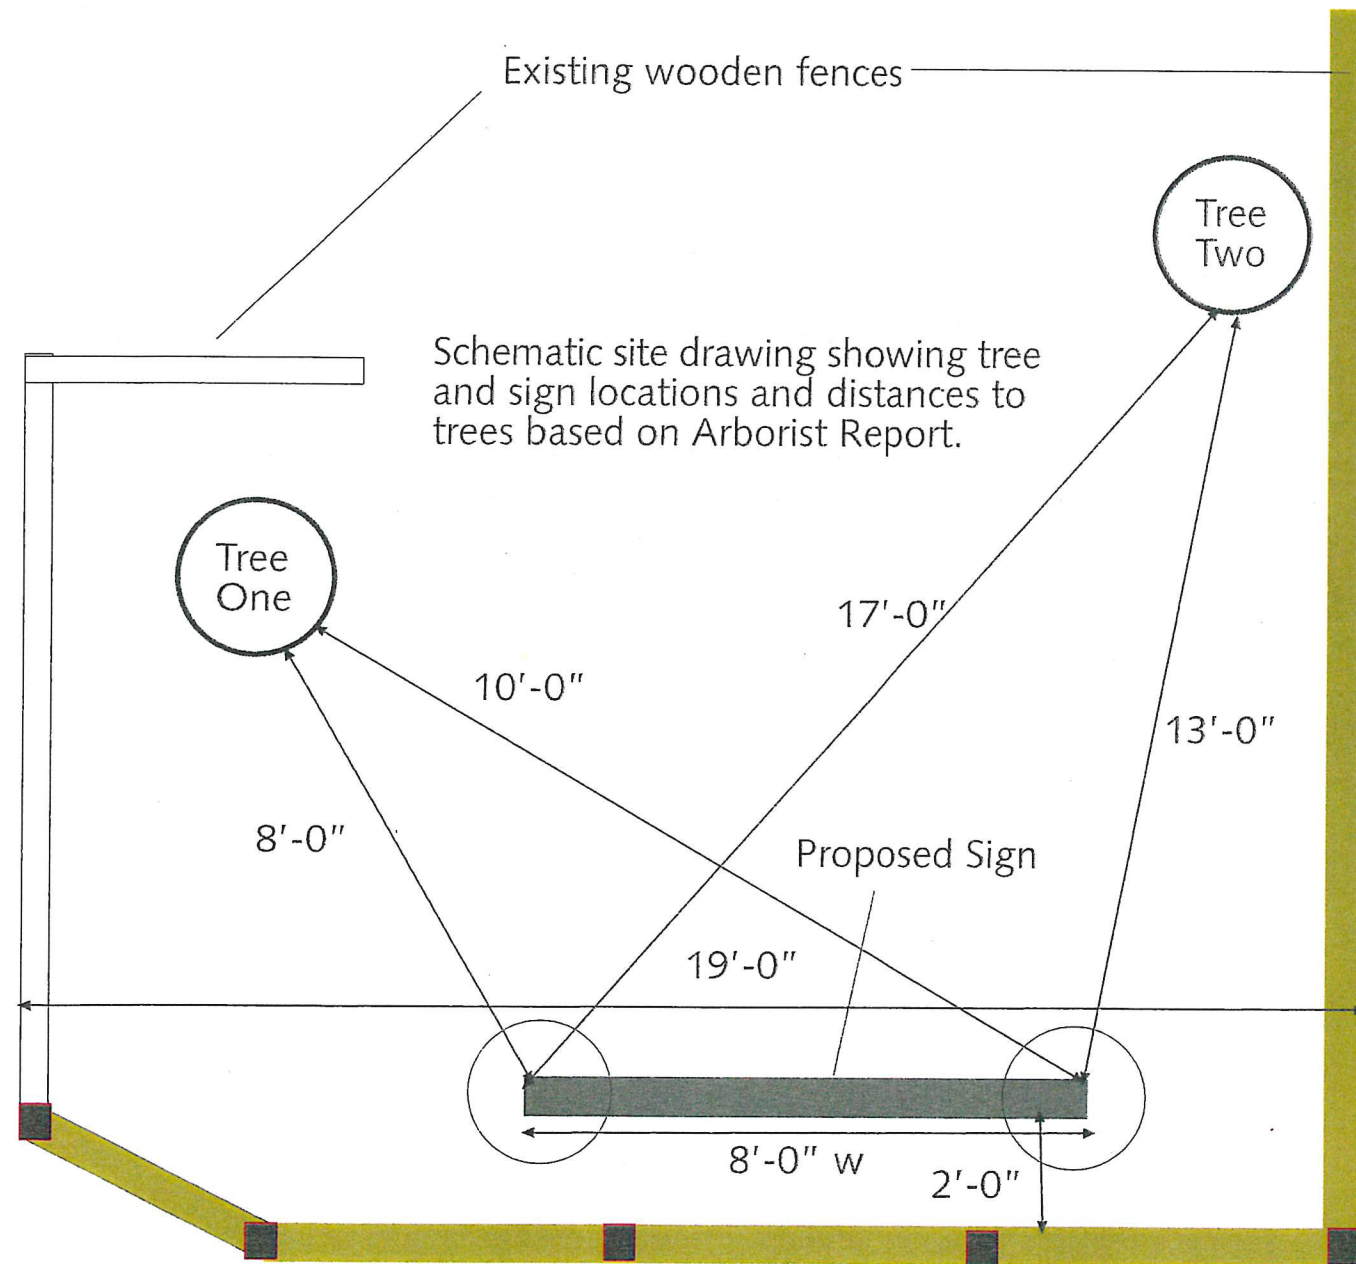 Existing wooden fences
Tree
Two
Schematic site drawing showing tree
and sign locations and distances to
trees based on Arborist Report.
Tree
One
17'-0"
10'-0"
13'-0"
8'-0"
Proposed Sign
19'-0"
8'-0" w
2'-0"